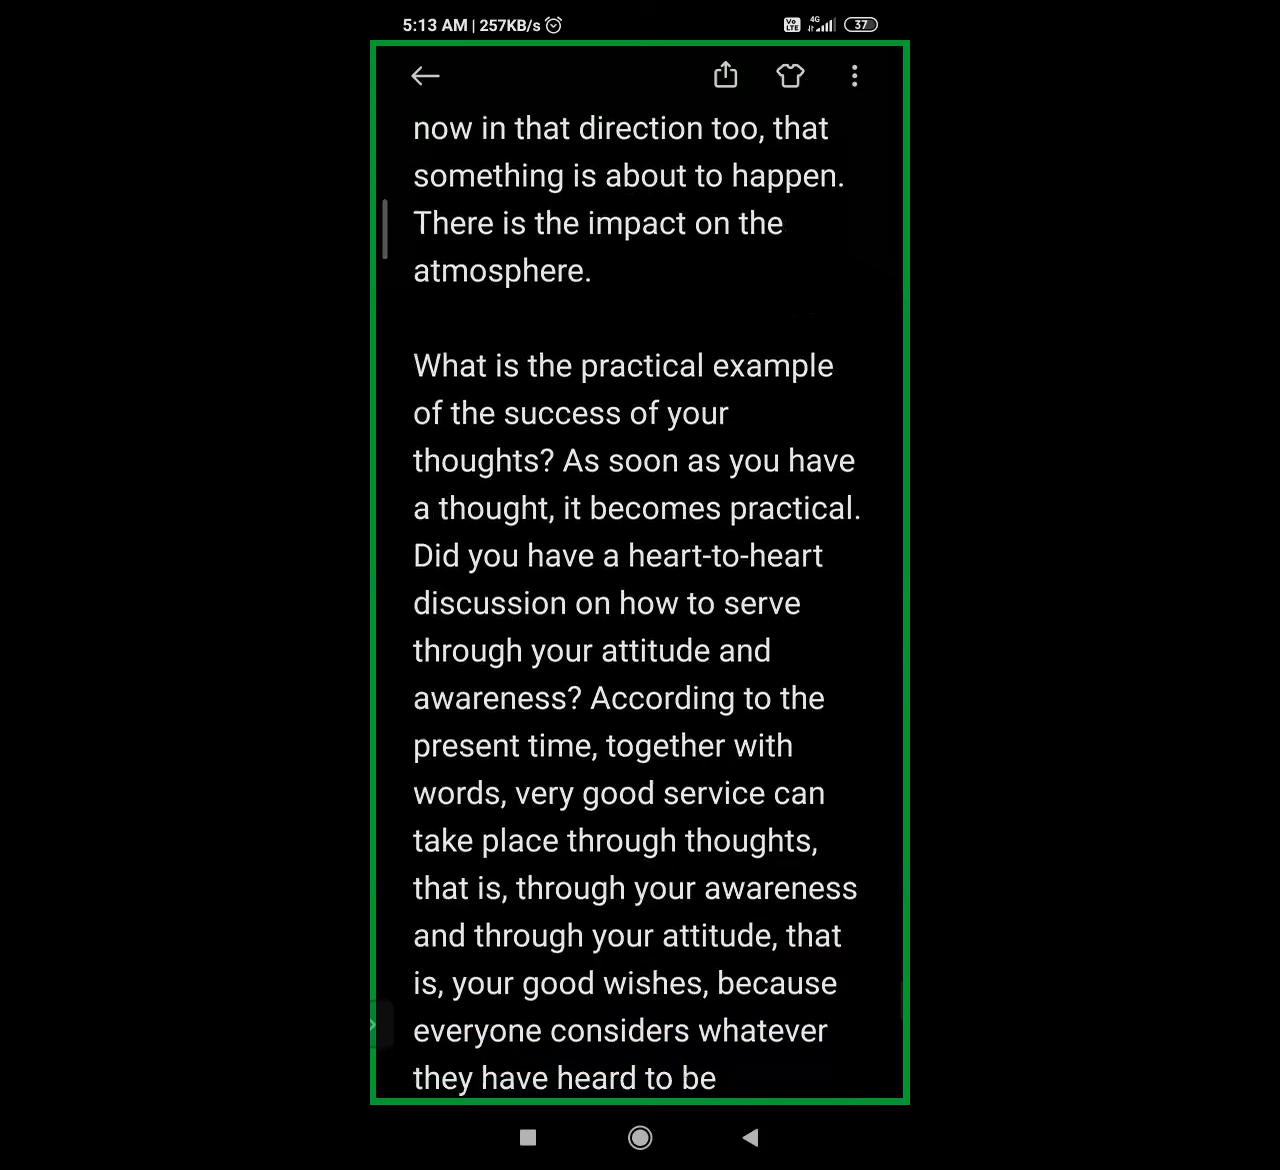 5:13 AM | 257KB/s
Vo LTE 4G 37
now in that direction too, that
something is about to happen.
There is the impact on the
atmosphere.
What is the practical example
of the success of your
thoughts? As soon as you have
a thought, it becomes practical.
Did you have a heart-to-heart
discussion on how to serve
through your attitude and
awareness? According to the
present time, together with
words, very good service can
take place through thoughts,
that is, through your awareness
and through your attitude, that
is, your good wishes, because
everyone considers whatever
they have heard to be